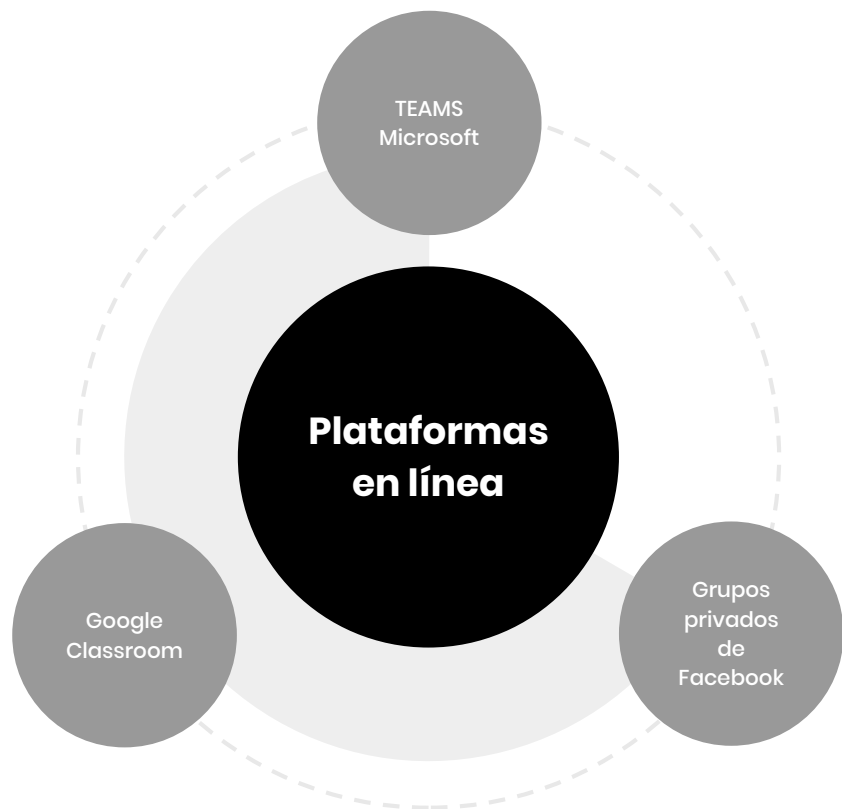 TEAMS
Microsoft
Plataformas
en línea
Google
Classroom
Grupos
privados
de
Facebook